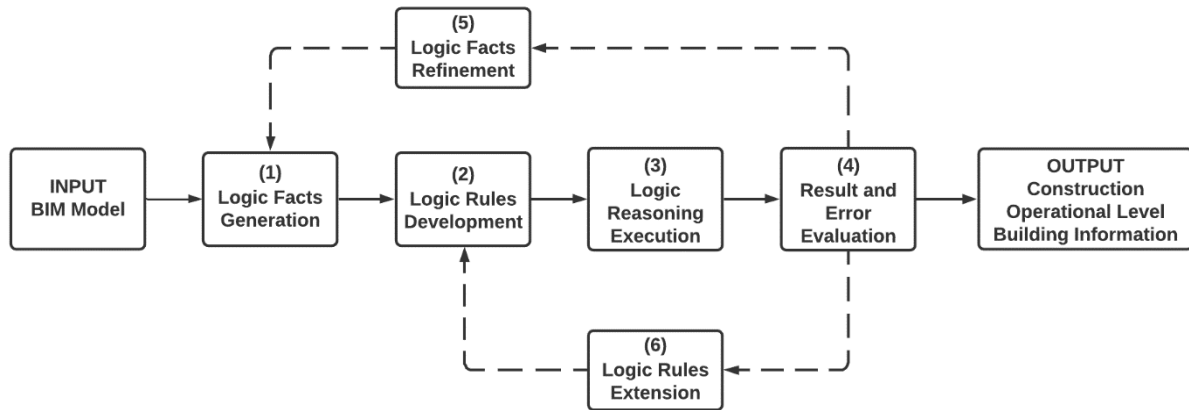 (5)
Logic Facts
Refinement
INPUT
BIM Model
(1)
Logic Facts
Generation
(2)
Logic Rules
Development
(3)
Logic
Reasoning
Execution
(4)
Result and
Error
Evaluation
OUTPUT
Construction
Operational Level
Building Information
(6)
Logic Rules
Extension